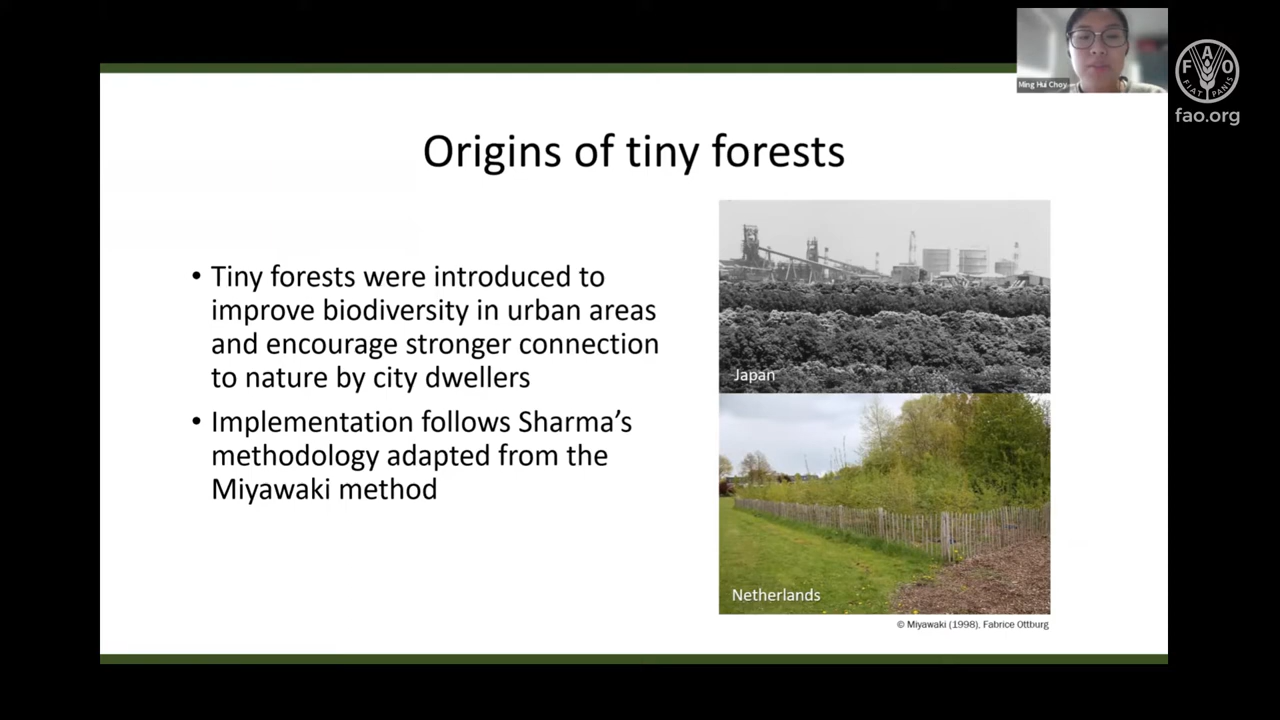 Ming Hui Choy
F A O
FIAT PANIS
fao.org
Origins of tiny forests
• Tiny forests were introduced to
improve biodiversity in urban areas
and encourage stronger connection
to nature by city dwellers
• Implementation follows Sharma's
methodology adapted from the
Miyawaki method
Japan
Netherlands
© Miyawaki (1998), Fabrice Ottburg